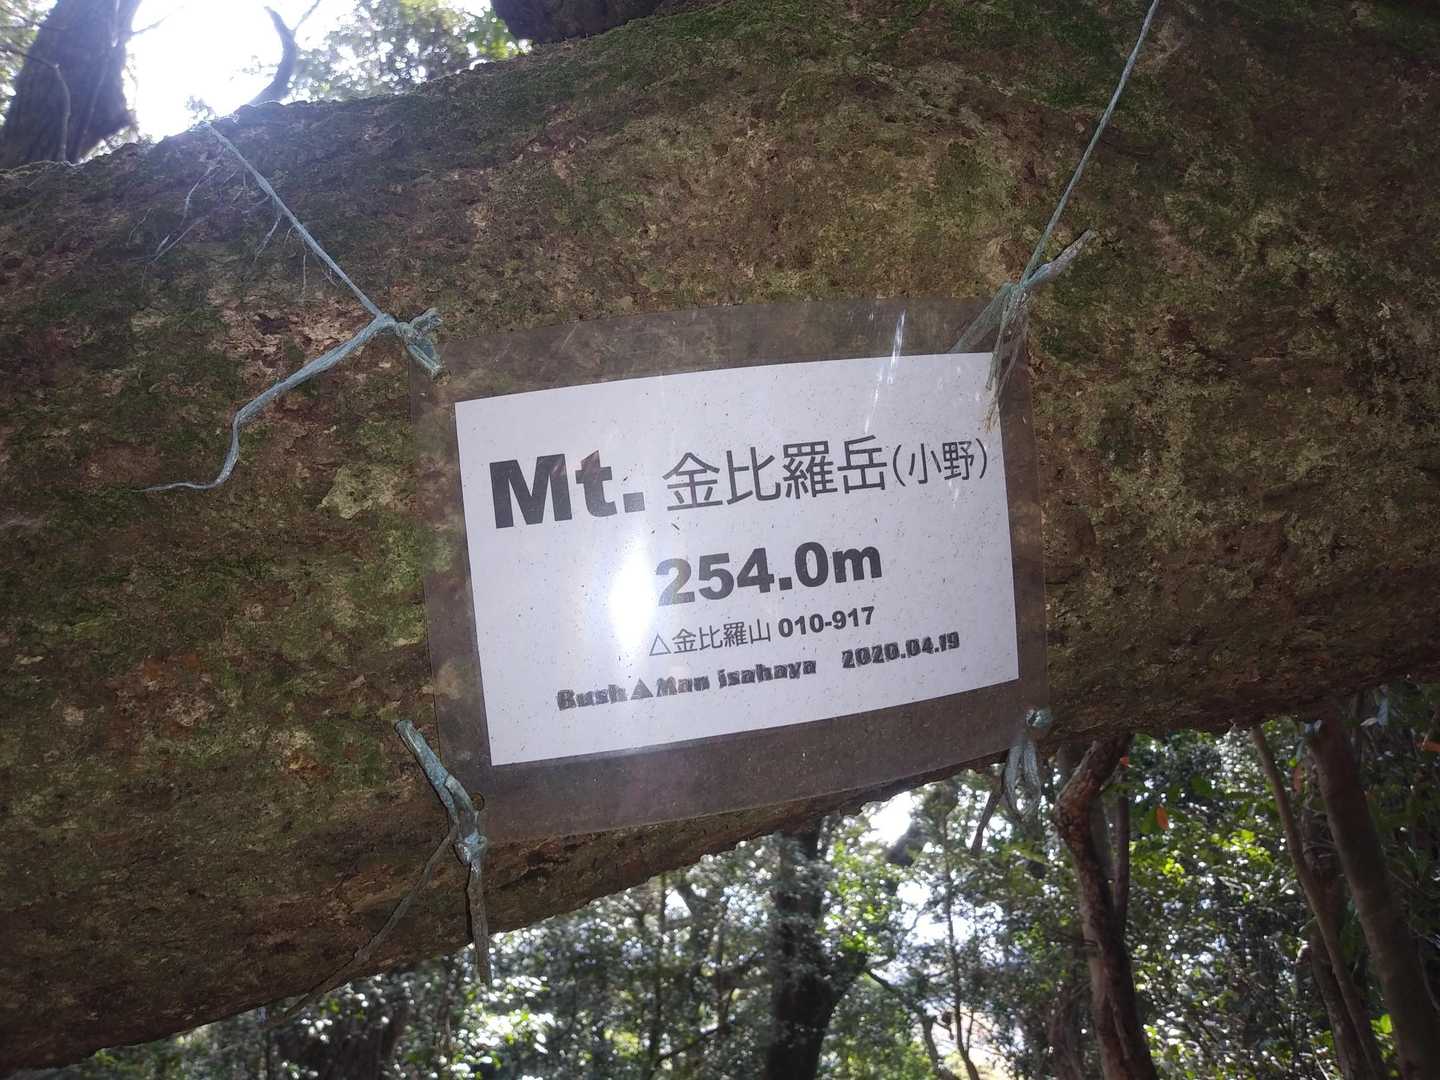 Mt. 金比羅岳(小野)
254.0m
△金比羅山 010-917
Bush▲Man isahaya 2020.04.19